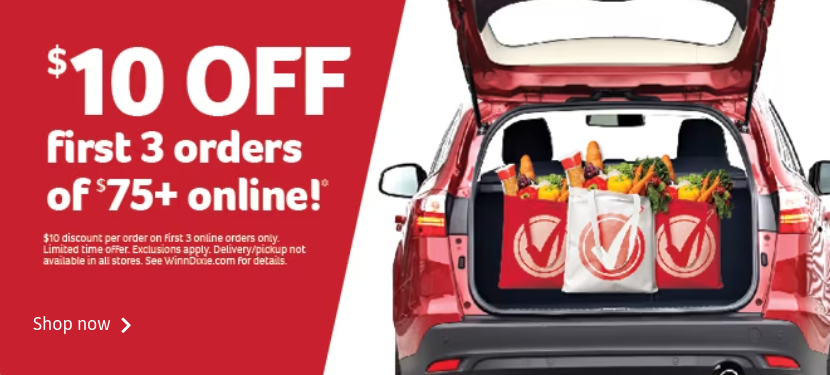 $10 OFF
first 3 orders
of $75+ online!*
$10 discount per order on first 3 online orders only.
Limited time offer. Exclusions apply. Delivery/pickup not
available in all stores. See WinnDixie.com for details.
Shop now